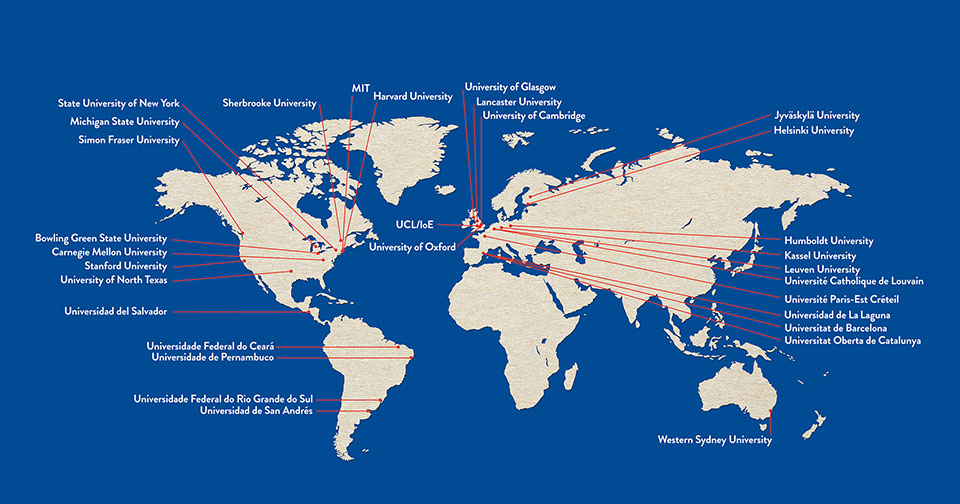 University of Glasgow
MIT
Harvard University
State University of New York
Sherbrooke University
Lancaster University
University of Cambridge
Michigan State University
Simon Fraser University
Jyväskylä University
Helsinki University
UCL/IoE
University of Oxford
Bowling Green State University
Carnegie Mellon University
Stanford University
University of North Texas
Humboldt University
Kassel University
Leuven University
Université Catholique de Louvain
Université Paris-Est Créteil
Universidad de La Laguna
Universitat de Barcelona
Universitat Oberta de Catalunya
Universidad del Salvador
Universidade Federal do Ceará
Universidade de Pernambuco
Universidade Federal do Rio Grande do Sul
Universidad de San Andrés
Western Sydney University